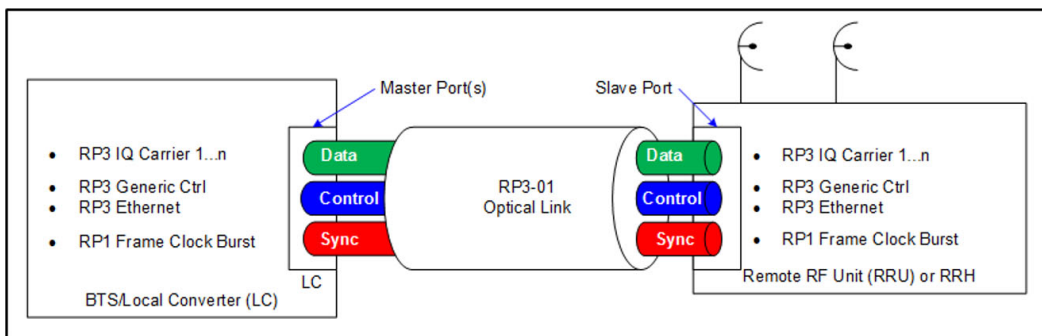 Master Port(s)
Slave Port
• RP3 IQ Carrier 1...n
• RP3 Generic Ctrl
• RP3 Ethernet
• RP1 Frame Clock Burst
LC
BTS/Local Converter (LC)
Data
Control
Sync
RP3-01
Optical Link
Data
Control
Sync
• RP3 IQ Carrier 1...n
• RP3 Generic Ctrl
• RP3 Ethernet
• RP1 Frame Clock Burst
Remote RF Unit (RRU) or RRH